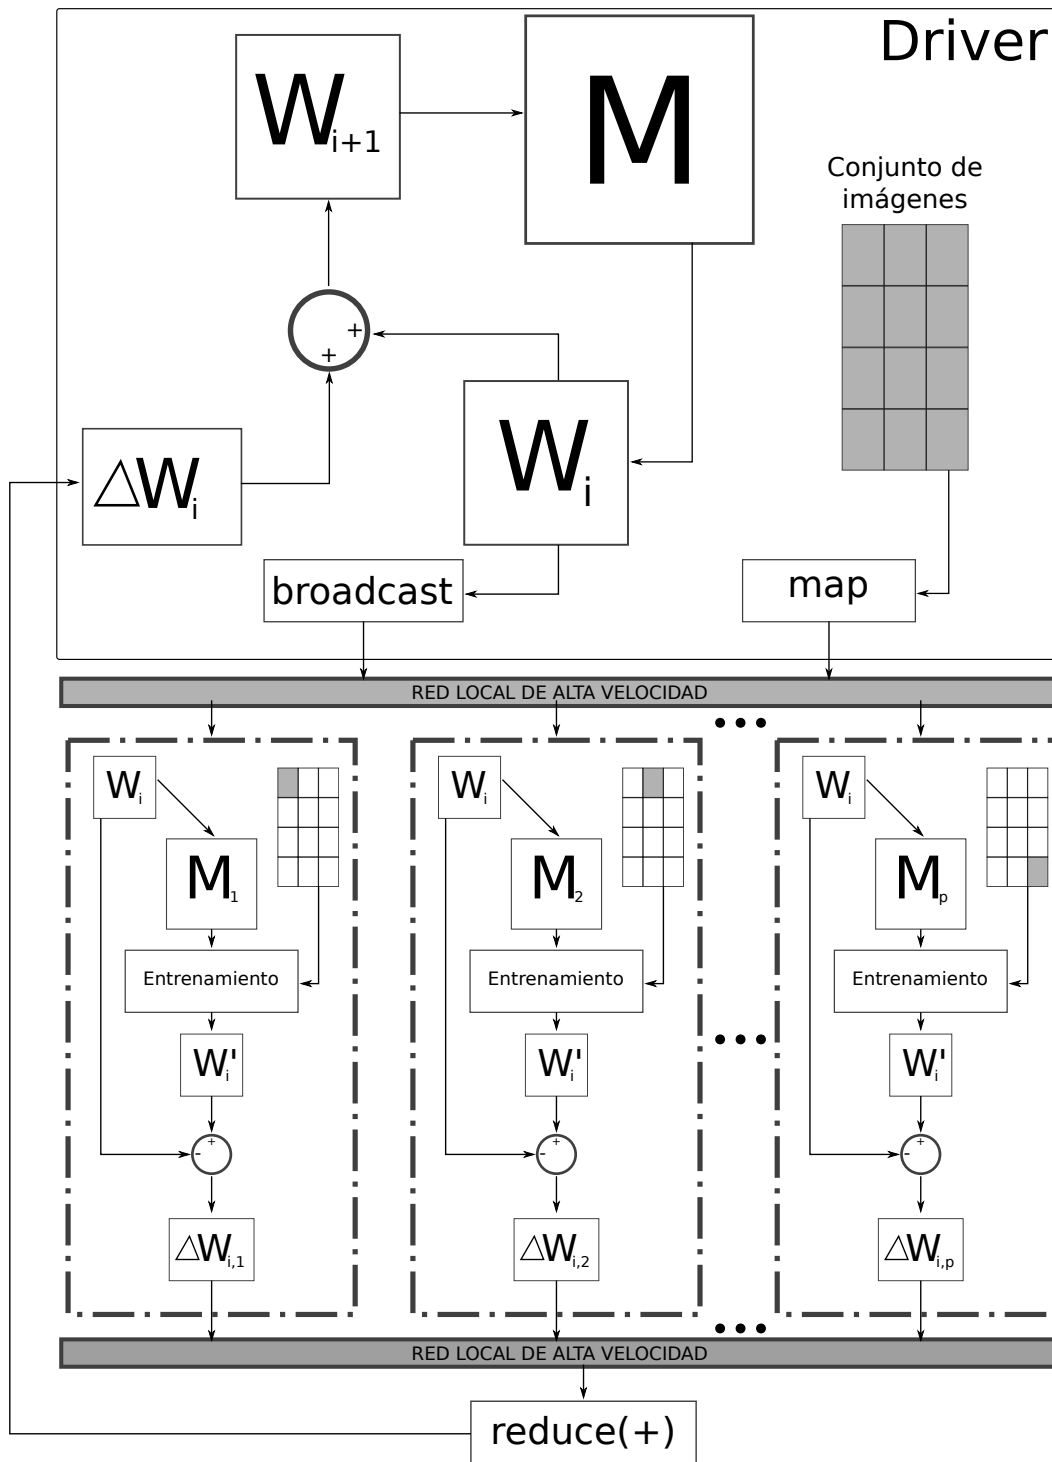 Driver
W i+1
M
Conjunto de
imágenes
+
+
W i
△W i
broadcast
map
RED LOCAL DE ALTA VELOCIDAD
•••
W i
W i
W i
M 1
M 2
M p
Entrenamiento
Entrenamiento
Entrenamiento
•••
W i '
W i '
W i '
- +
- +
- +
△W i,1
△W i,2
△W i,p
•••
RED LOCAL DE ALTA VELOCIDAD
reduce(+)